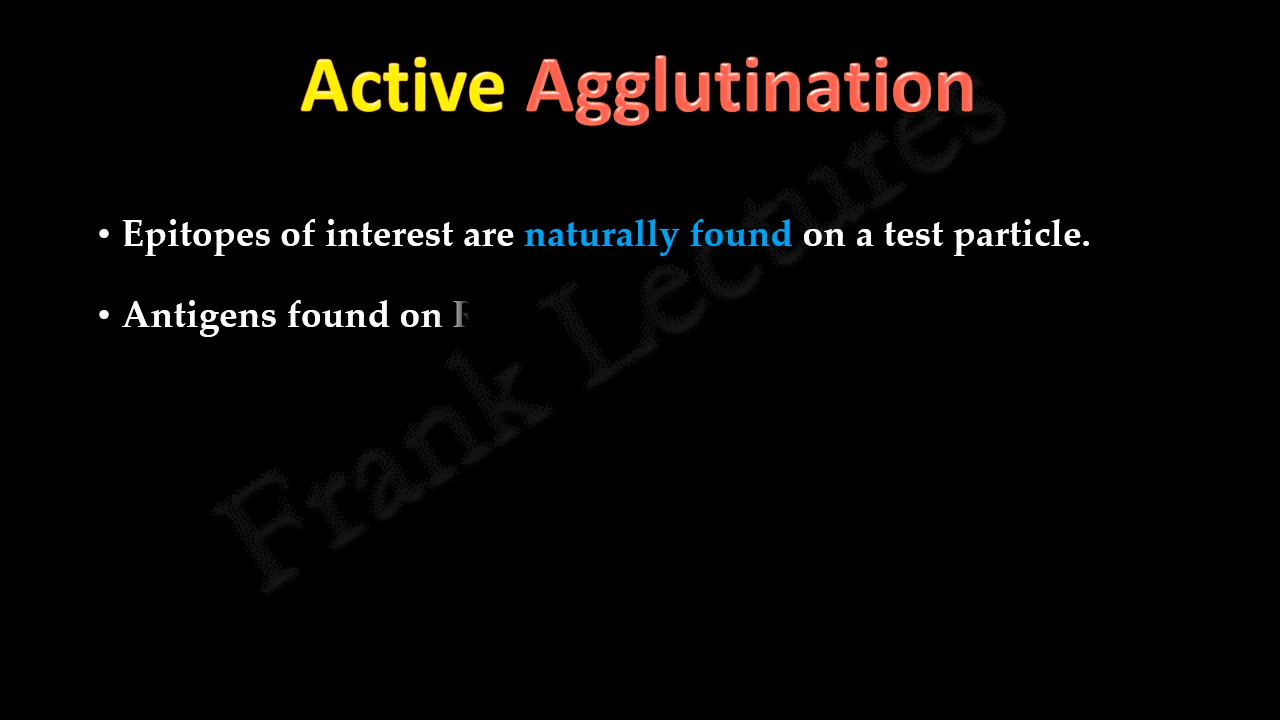 Active Agglutination
• Epitopes of interest are naturally found on a test particle.
• Antigens found on
Frank Lectures